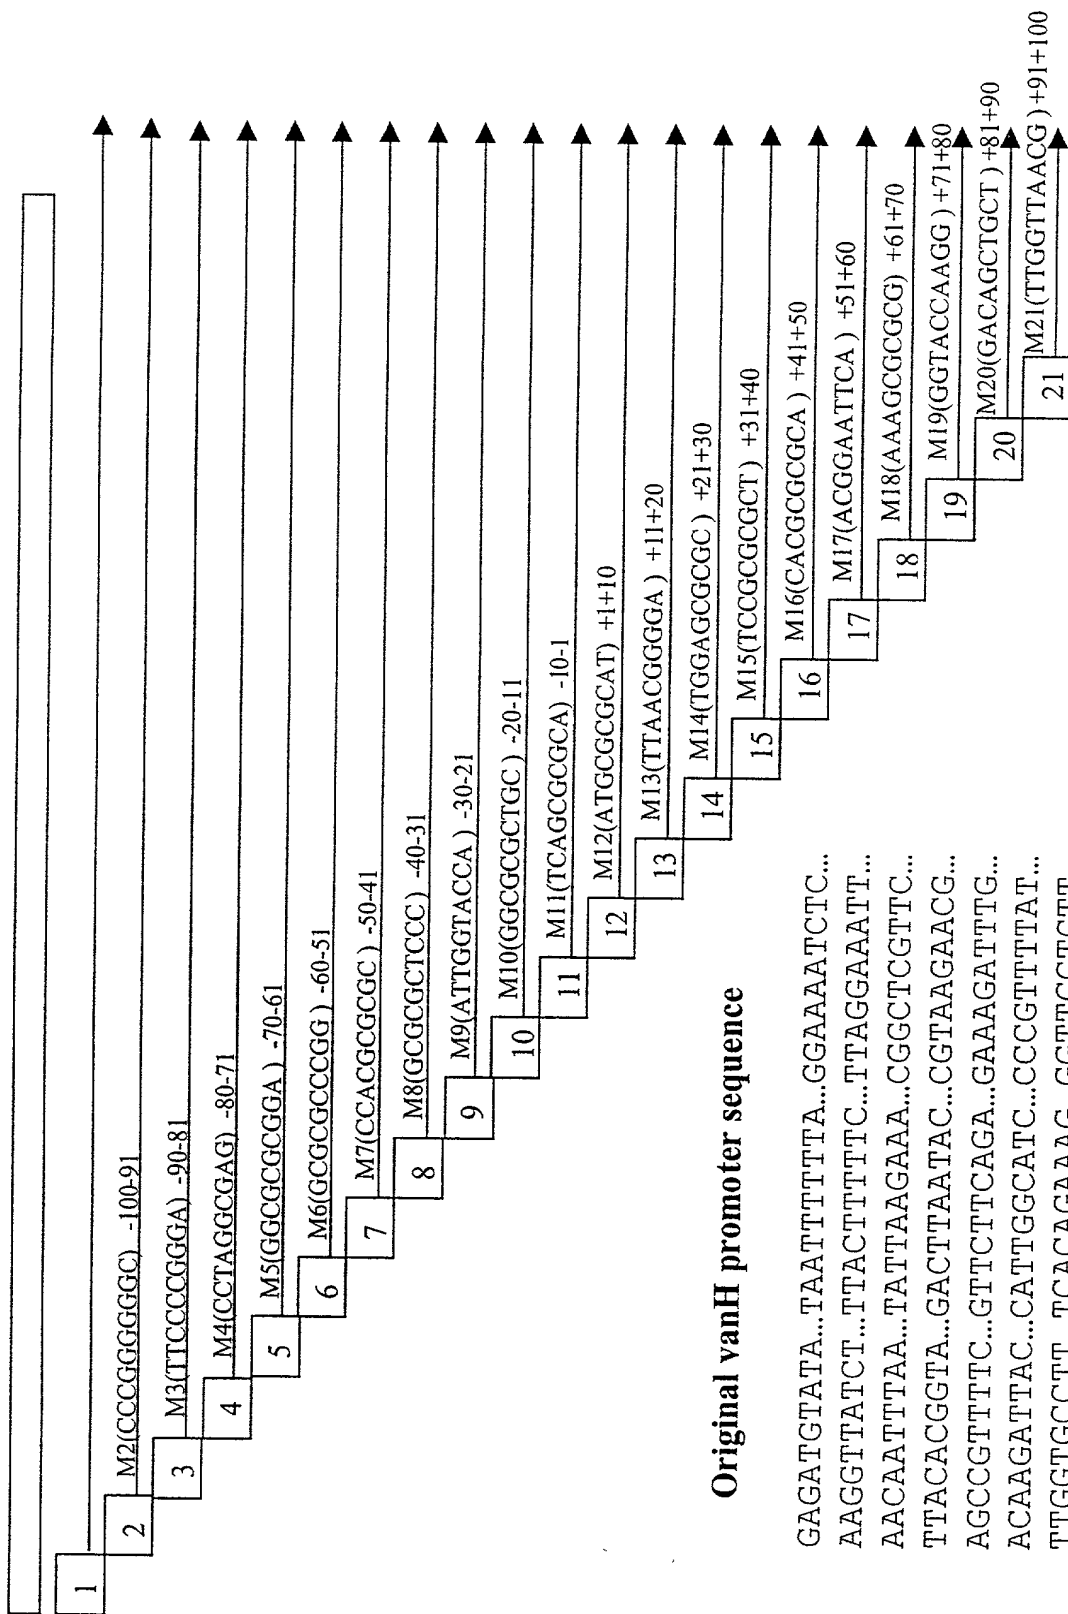 1
2 M2(CCCGGGGGGC) -100-91
3 M3(TTCCCCGGGA) -90-81
4 M4(CCTAGGCGAG) -80-71
5 M5(GGCGCGCGGA) -70-61
6 M6(GCGCGCCCGG) -60-51
7 M7(CCACGCGCGC) -50-41
8 M8(GCGCGCTCCC) -40-31
9 M9(ATTGGTACCA) -30-21
10 M10(GGCGCGCTGC) -20-11
11 M11(TCAGCGCGCA) -10-1
12 M12(ATGCGCGCAT) +1+10
13 M13(TTAACGGGGA) +11+20
14 M14(TGGAGCGCGC) +21+30
15 M15(TCCGCGCGCT) +31+40
16 M16(CACGCGCGCA) +41+50
17 M17(ACGGAATTCA) +51+60
18 M18(AAAGCGCGCG) +61+70
19 M19(GGTACCAAGG) +71+80
20 M20(GACAGCTGCT) +81+90
21 M21(TTGGTTAACG) +91+100
Original vanH promoter sequence
GAGATGTATA...TAATTTTTTA...GGAAAATCTC...
AAGGTTATCT...TTACTTTTTC...TTAGGAAATT...
AACAATTTAA...TATTAAGAAA...CGGCTCGTTC...
TTACACGGTA...GACTTAATAC...CGTAAGAACG...
AGCCGTTTTC...GTTCTTCAGA...GAAAGATTTG...
ACAAGATTAC...CATTGGCATC...CCCGTTTTAT...